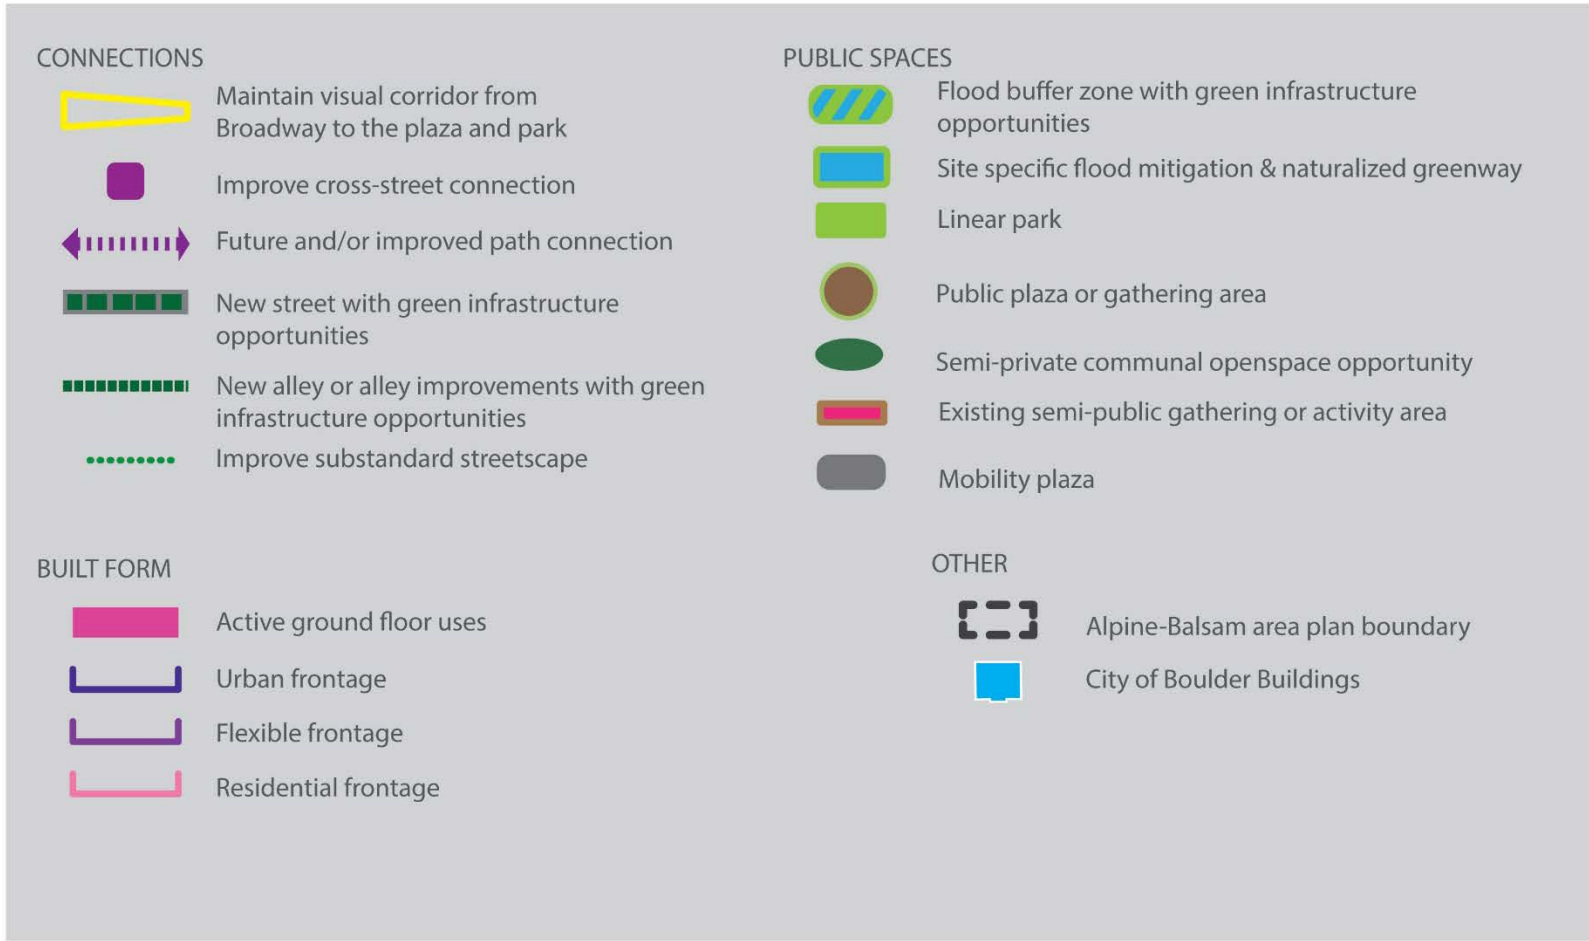 CONNECTIONS
Maintain visual corridor from
Broadway to the plaza and park
Improve cross-street connection
Future and/or improved path connection
New street with green infrastructure
opportunities
New alley or alley improvements with green
infrastructure opportunities
Improve substandard streetscape
BUILT FORM
Active ground floor uses
Urban frontage
Flexible frontage
Residential frontage
PUBLIC SPACES
Flood buffer zone with green infrastructure
opportunities
Site specific flood mitigation & naturalized greenway
Linear park
Public plaza or gathering area
Semi-private communal openspace opportunity
Existing semi-public gathering or activity area
Mobility plaza
OTHER
Alpine-Balsam area plan boundary
City of Boulder Buildings